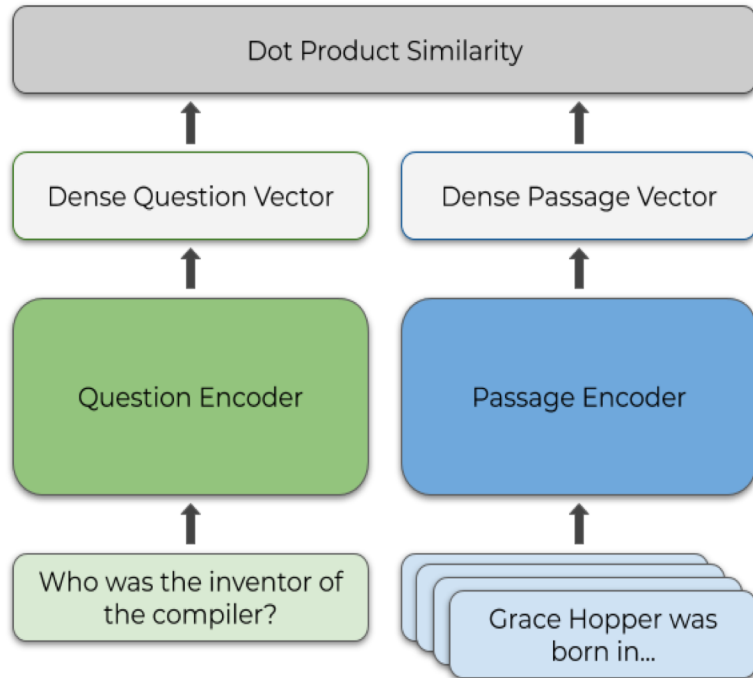 Dot Product Similarity
Dense Question Vector
Dense Passage Vector
Question Encoder
Passage Encoder
Who was the inventor of
the compiler?
Grace Hopper was
born in...